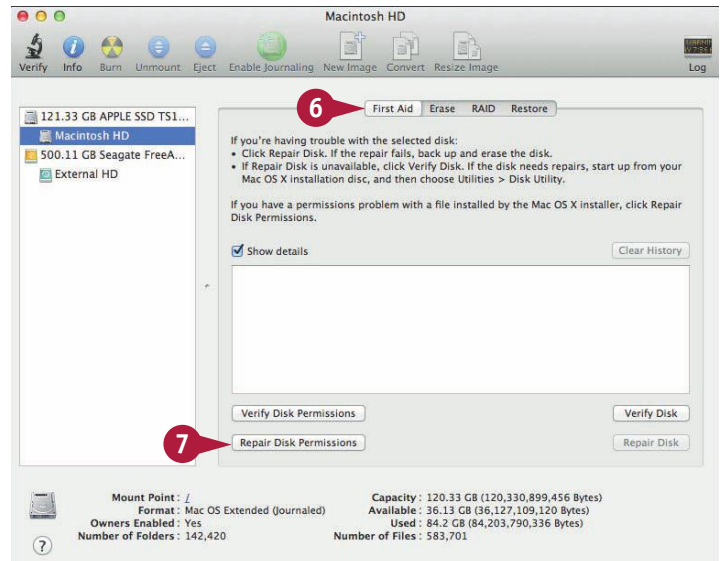 Macintosh HD
Verify Info Burn Unmount Eject Enable Journaling New Image Convert Resize Image Log
6
First Aid Erase RAID Restore
121.33 GB APPLE SSD TS1...
Macintosh HD
500.11 GB Seagate FreeA...
External HD
If you're having trouble with the selected disk:
• Click Repair Disk. If the repair fails, back up and erase the disk.
• If Repair Disk is unavailable, click Verify Disk. If the disk needs repairs, start up from your
Mac OS X installation disc, and then choose Utilities > Disk Utility.
If you have a permissions problem with a file installed by the Mac OS X installer, click Repair
Disk Permissions.
Show details
Clear History
Verify Disk Permissions
Verify Disk
7
Repair Disk Permissions
Repair Disk
Mount Point : /
Format : Mac OS Extended (Journaled)
Owners Enabled : Yes
Number of Folders : 142,420
Capacity : 120.33 GB (120,330,899,456 Bytes)
Available : 36.13 GB (36,127,109,120 Bytes)
Used : 84.2 GB (84,203,790,336 Bytes)
Number of Files : 583,701
?